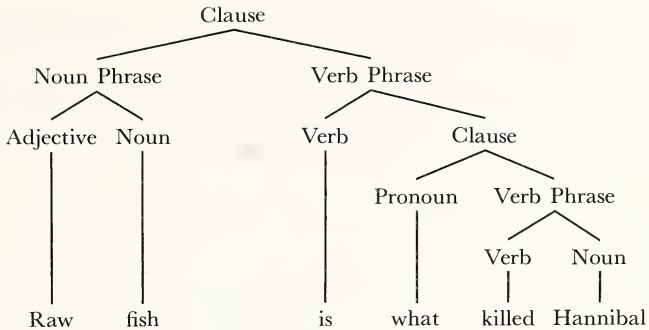 Clause
Noun Phrase Verb Phrase
Adjective Noun Verb Clause
Pronoun Verb Phrase
Verb Noun
Raw fish is what killed Hannibal